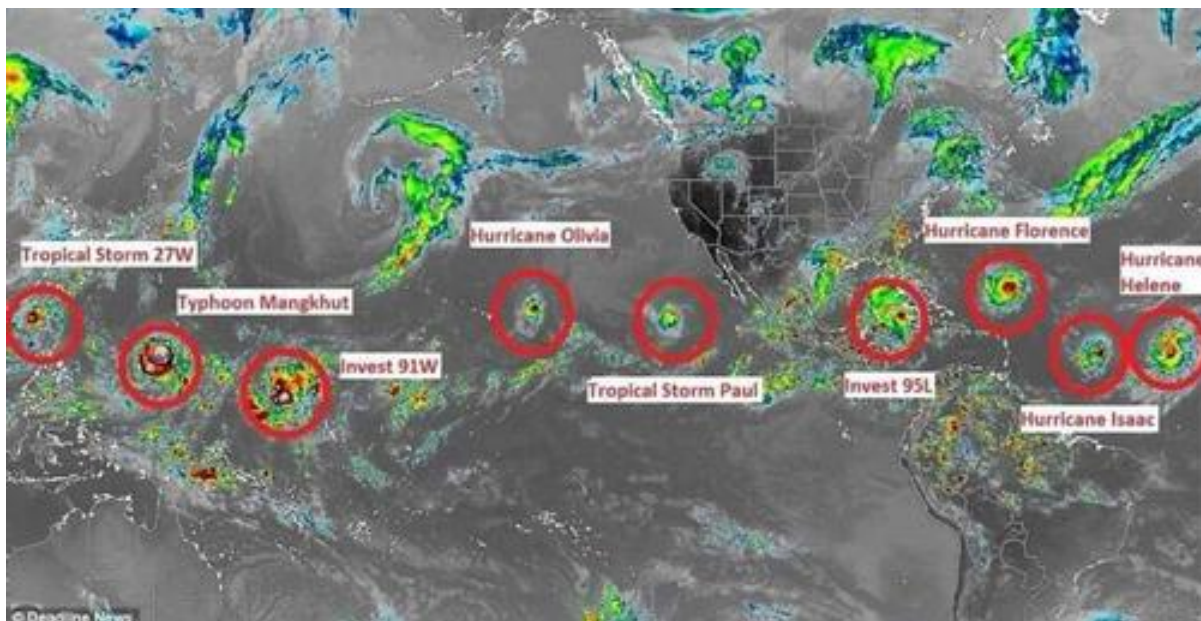 Tropical Storm 27W
Typhoon Mangkhut
Invest 91W
Hurricane Olivia
Tropical Storm Paul
Invest 95L
Hurricane Florence
Hurricane
Helene
Hurricane Isaac
© Deadline News